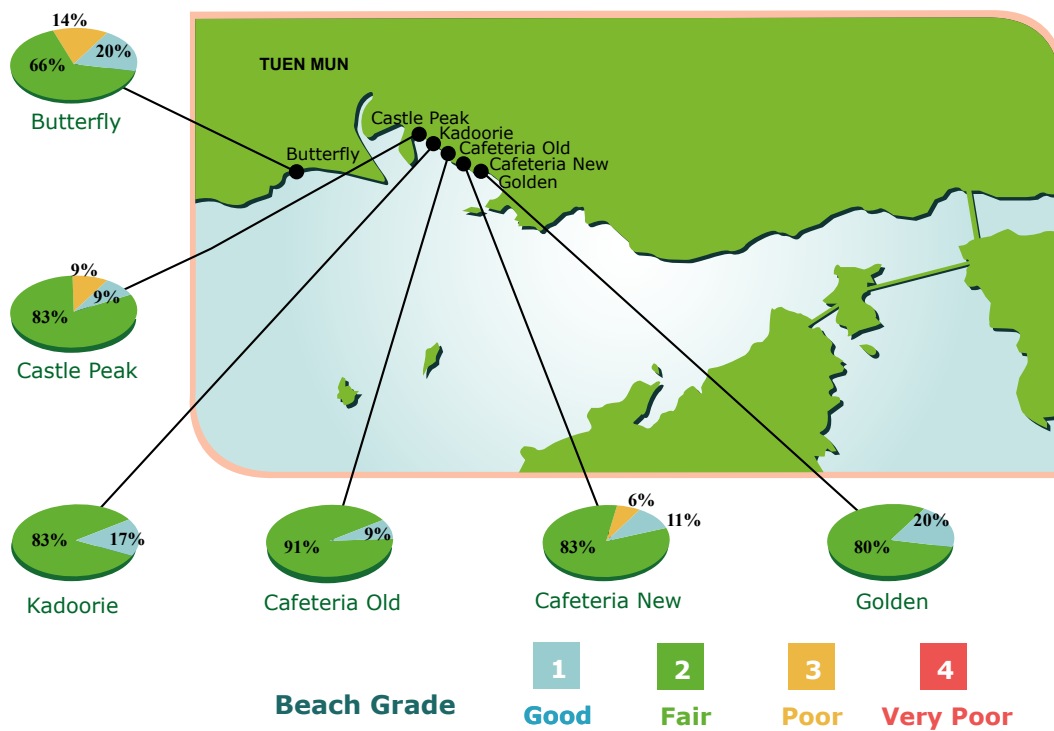 14%
20%
66%
Butterfly
TUEN MUN
Castle Peak
Kadoorie
Cafeteria Old
Cafeteria New
Golden
Butterfly
9%
9%
83%
Castle Peak
83%
17%
Kadoorie
91%
9%
Cafeteria Old
6%
11%
83%
Cafeteria New
20%
80%
Golden
Beach Grade
1
Good
2
Fair
3
Poor
4
Very Poor